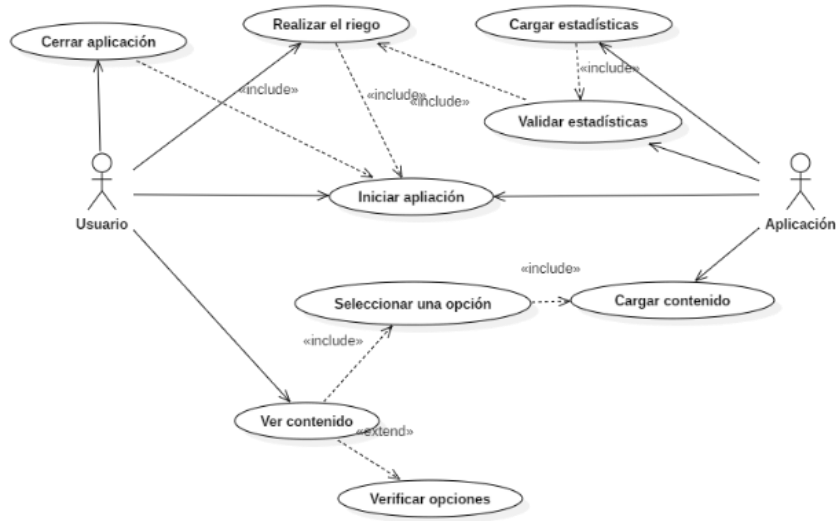 Realizar el riego
Cargar estadísticas
Cerrar aplicación
«include»
«include»
«include»
«include»
Validar estadísticas
Iniciar apliación
Usuario
Aplicación
«include»
Seleccionar una opción
Cargar contenido
«include»
Ver contenido
«extend»
Verificar opciones